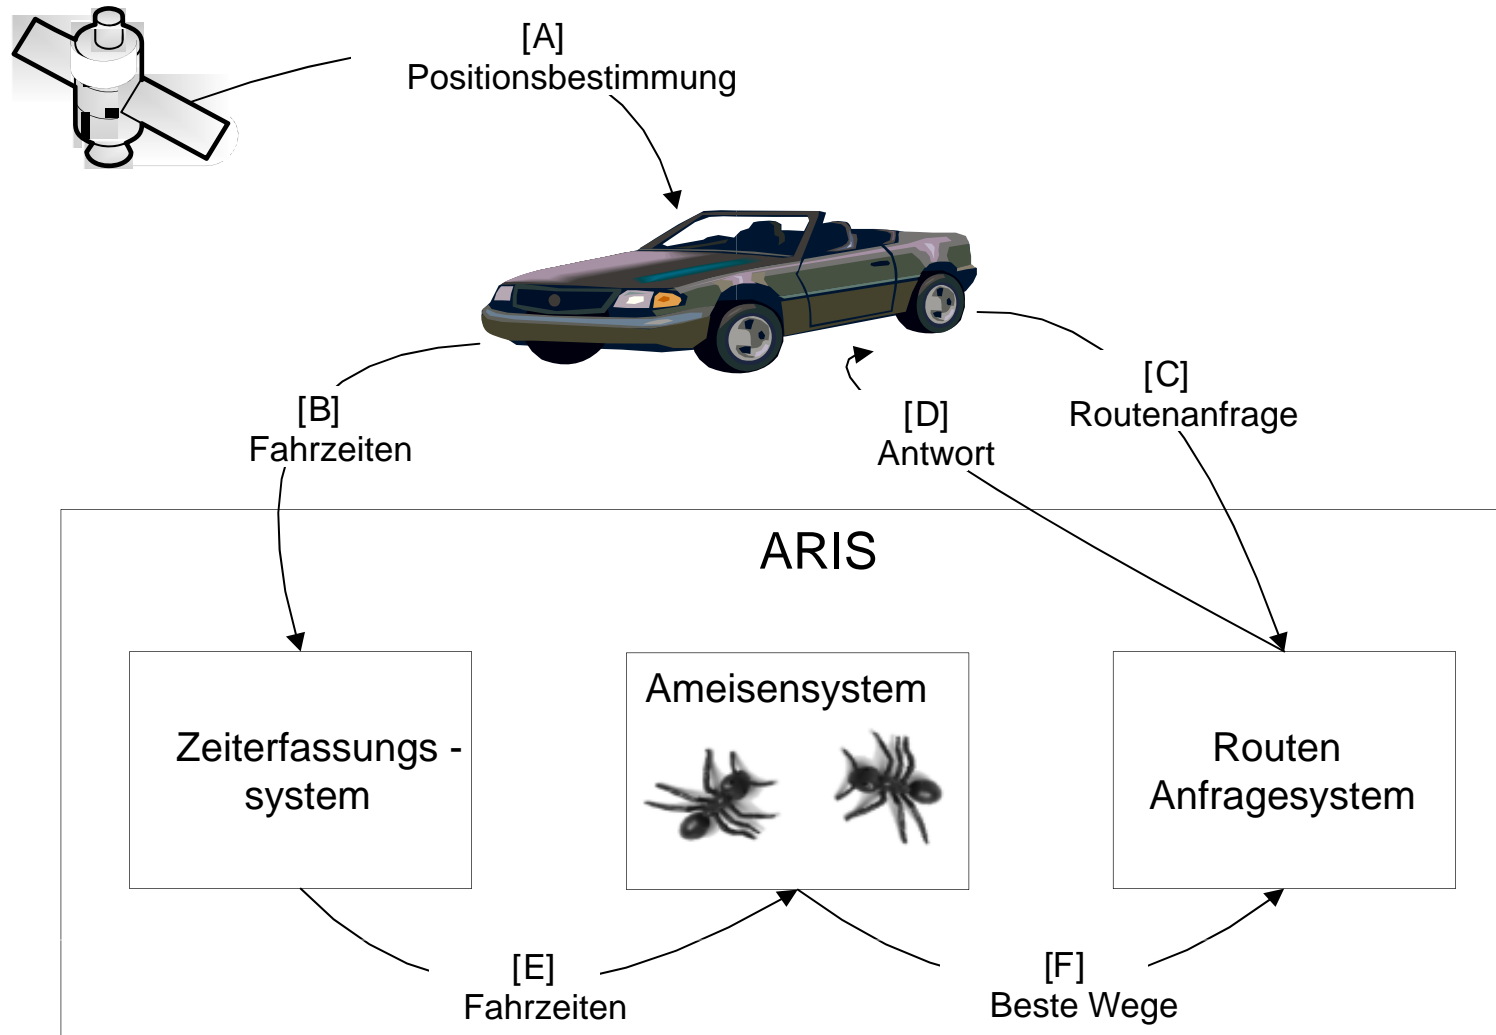 [A]
Positionsbestimmung
[B]
Fahrzeiten
[C]
Routenanfrage
[D]
Antwort
ARIS
Zeiterfassungs -
system
Ameisensystem
Routen
Anfragesystem
[E]
Fahrzeiten
[F]
Beste Wege